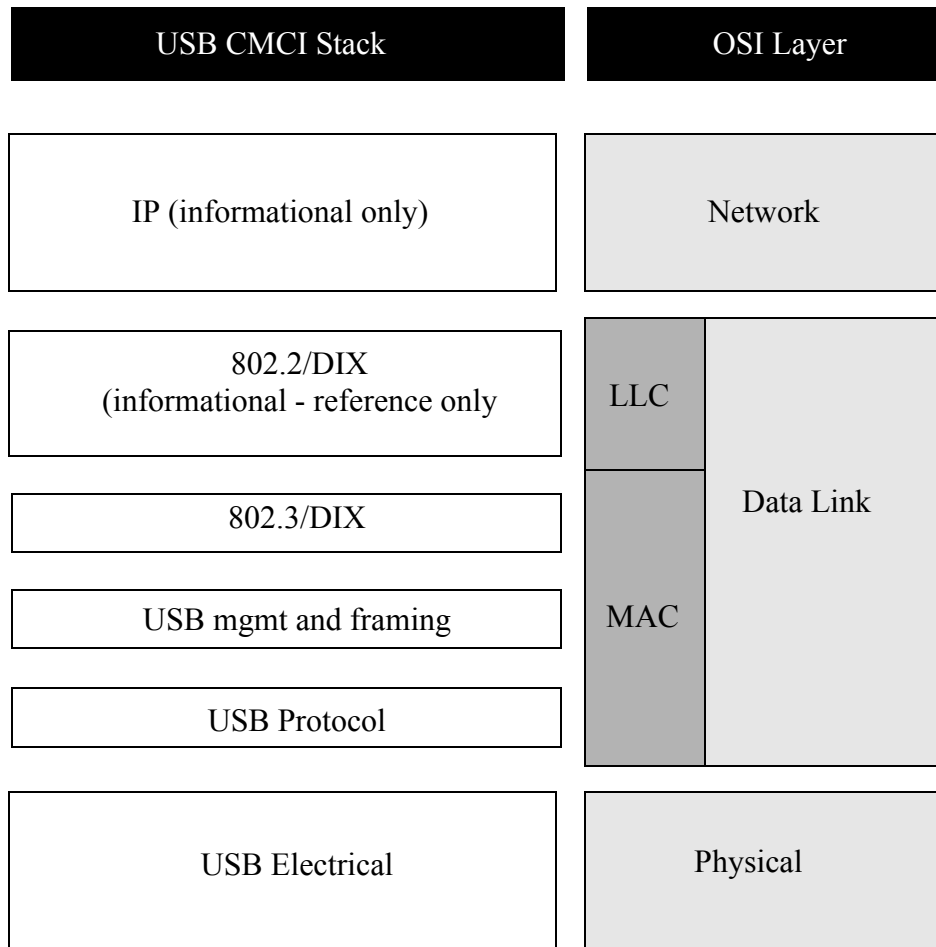 USB CMCI Stack
OSI Layer
IP (informational only)
Network
802.2/DIX
(informational - reference only
LLC
Data Link
802.3/DIX
USB mgmt and framing
MAC
USB Protocol
USB Electrical
Physical